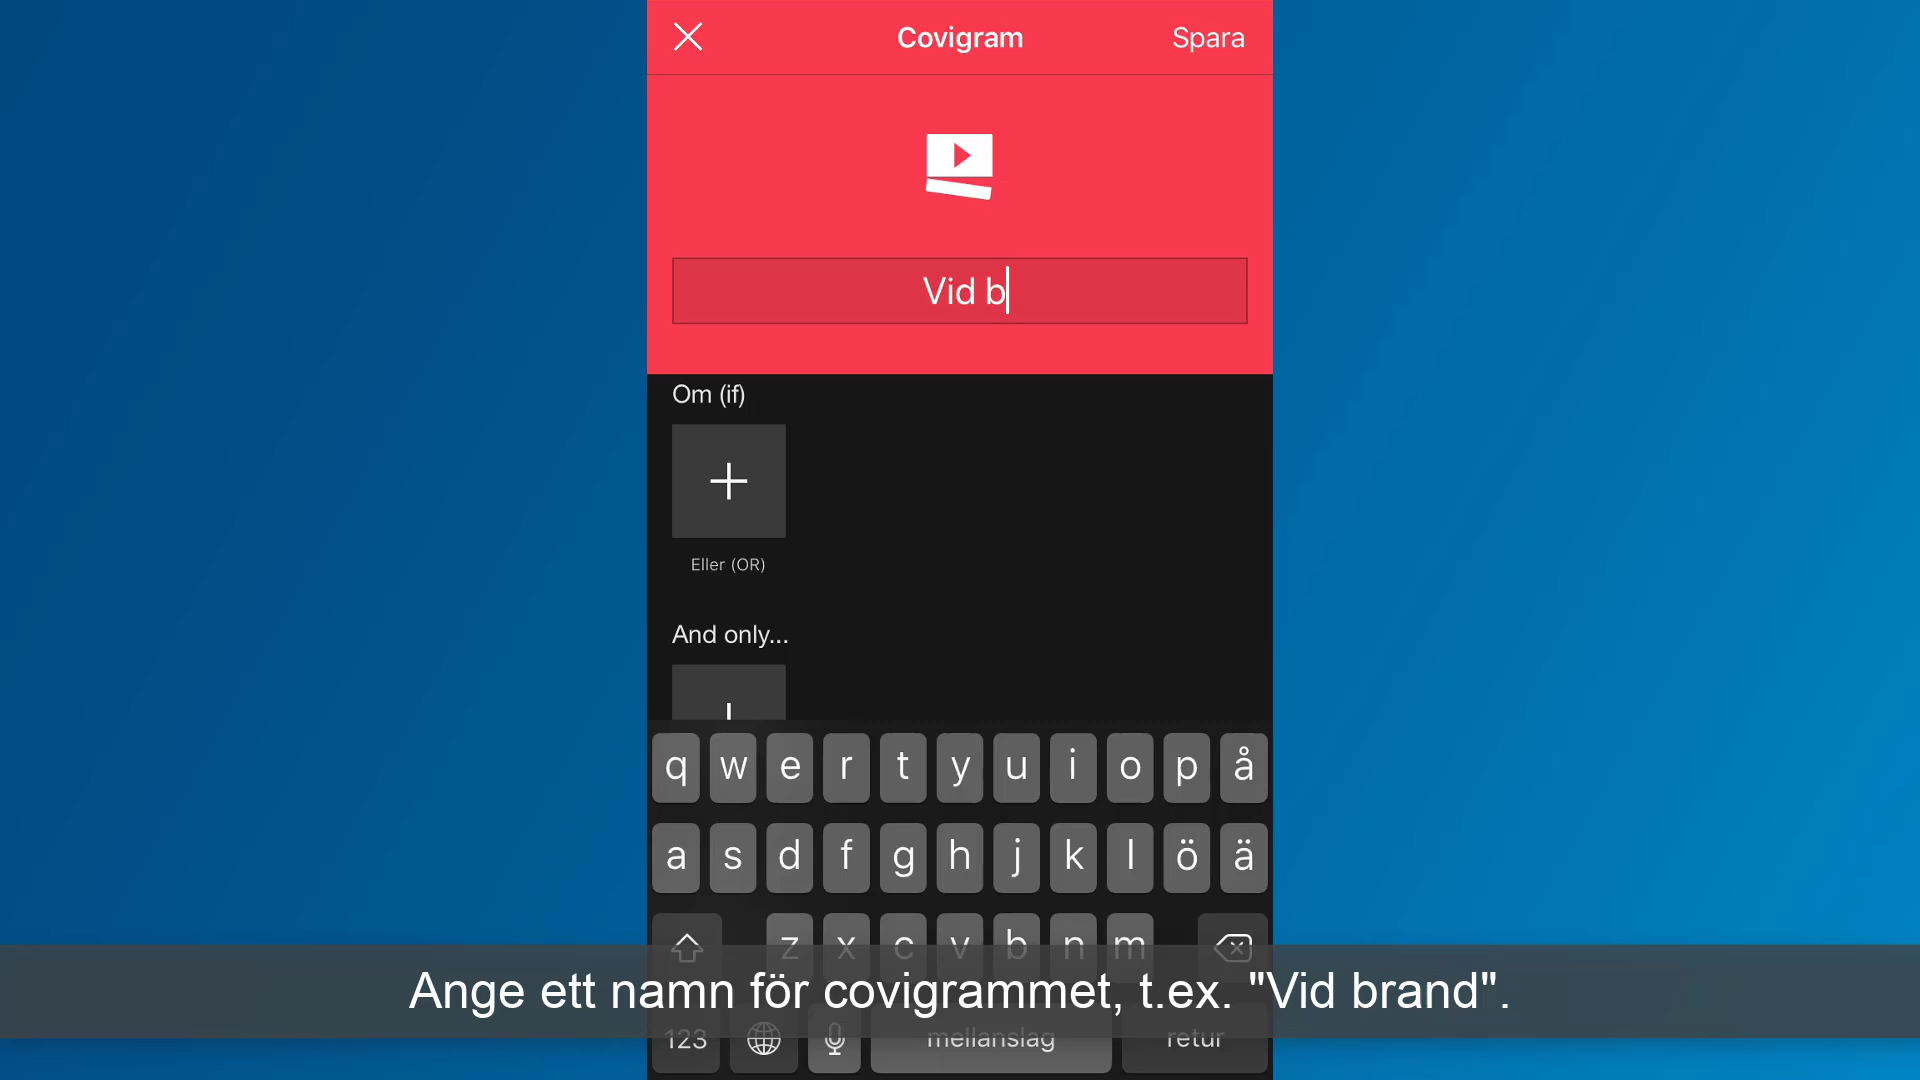 Covigram
Spara
Vid b
Om (if)
Eller (OR)
And only...
q w e r t y u i o p å
a s d f g h j k l ö ä
z x c v b n m
Ange ett namn för covigrammet, t.ex. "Vid brand".
123 mellanslag retur